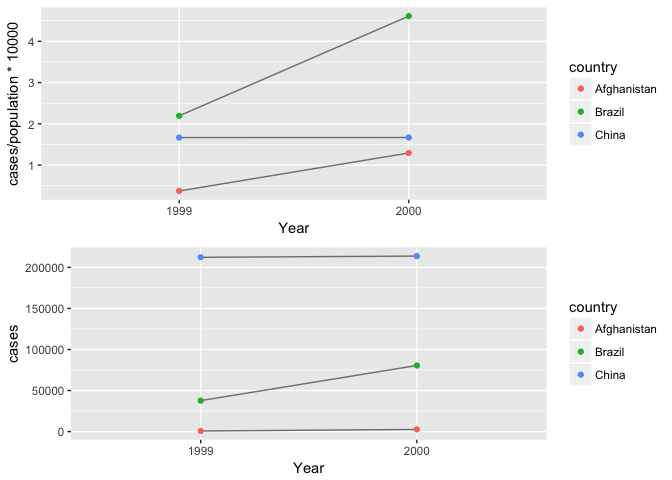 cases/population * 10000
4
3
2
1
1999 2000
Year
country
Afghanistan
Brazil
China
cases
200000
150000
100000
50000
0
1999 2000
Year
country
Afghanistan
Brazil
China